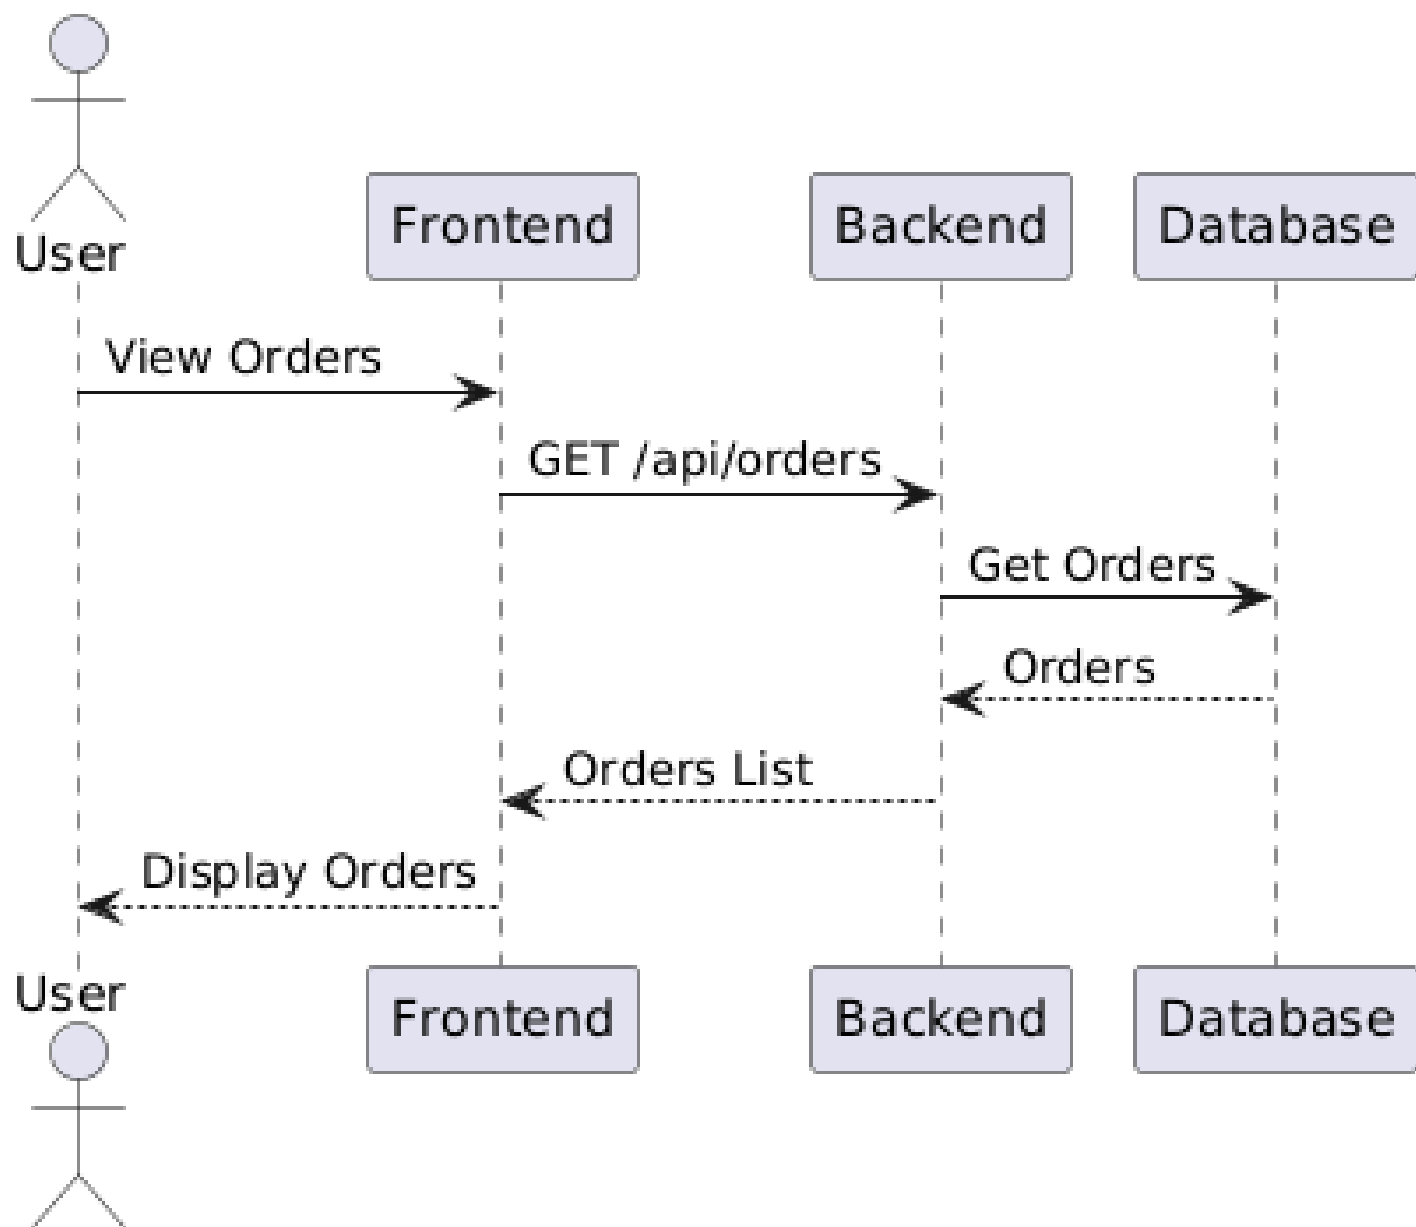 User
Frontend
Backend
Database
View Orders
GET /api/orders
Get Orders
Orders
Orders List
Display Orders
User
Frontend
Backend
Database